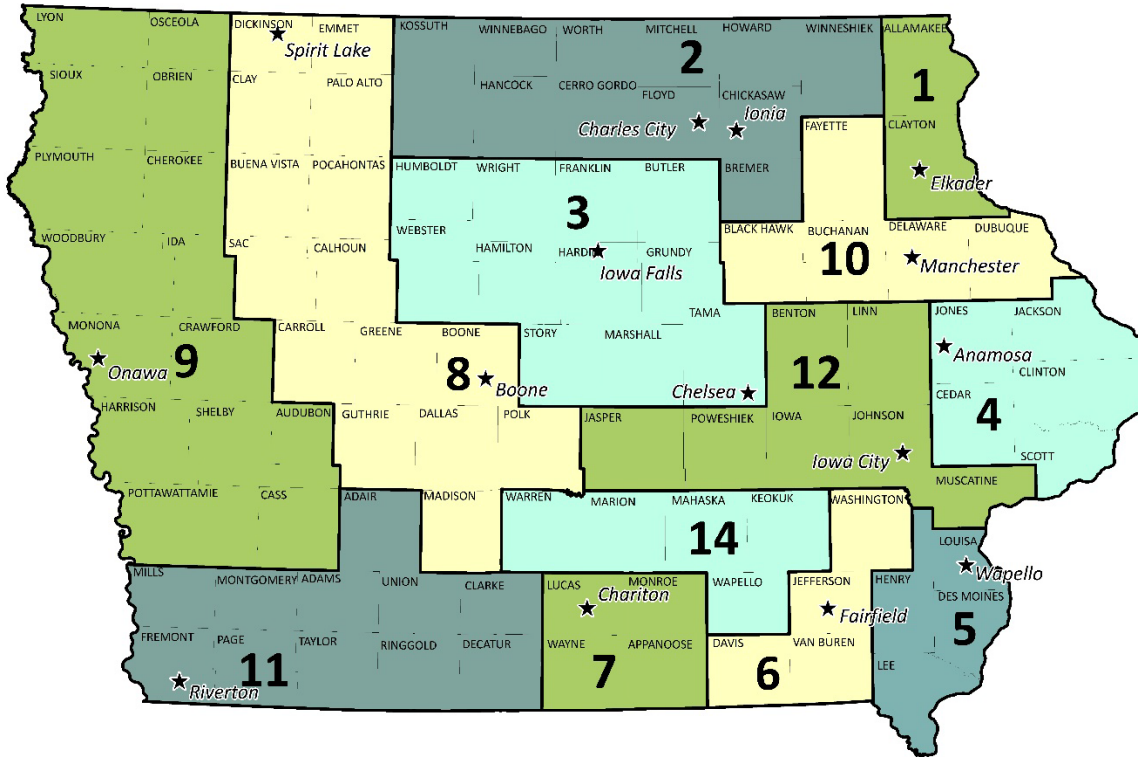 LYON
OSCEOLA
DICKINSON
EMMET
KOSSUTH
WINNEBAGO
WORTH
MITCHELL
HOWARD
WINNESHIEK
ALLAMAKEE
Spirit Lake
2
SIOUX
OBRIEN
CLAY
PALO ALTO
HANCOCK
CERRO GORDO
FLOYD
CHICKASAW
1
Charles City
Ionia
FAYETTE
CLAYTON
PLYMOUTH
CHEROKEE
BUENA VISTA
POCAHONTAS
HUMBOLDT
WRIGHT
FRANKLIN
BUTLER
BREMER
Elkader
3
WOODBURY
IDA
SAC
CALHOUN
WEBSTER
HAMILTON
HARDIN
GRUNDY
BLACK HAWK
BUCHANAN
DELAWARE
DUBUQUE
Iowa Falls
10
Manchester
MONONA
CRAWFORD
CARROLL
GREENE
BOONE
STORY
MARSHALL
TAMA
BENTON
LINN
JONES
JACKSON
Onawa
9
8
Boone
Chelsea
12
Anamosa
CLINTON
CEDAR
4
HARRISON
SHELBY
AUDUBON
GUTHRIE
DALLAS
POLK
JASPER
POWESHIEK
IOWA
JOHNSON
Iowa City
SCOTT
POTTAWATTAMIE
CASS
ADAIR
MADISON
WARREN
MARION
MAHASKA
KEOKUK
WASHINGTON
MUSCATINE
14
LOUISA
Wapello
MILLS
MONTGOMERY
ADAMS
UNION
CLARKE
LUCAS
MONROE
WAPELLO
JEFFERSON
HENRY
DES MOINES
Chariton
Fairfield
5
FREMONT
PAGE
TAYLOR
RINGGOLD
DECATUR
WAYNE
APPANOOSE
DAVIS
VAN BUREN
LEE
11
Riverton
7
6